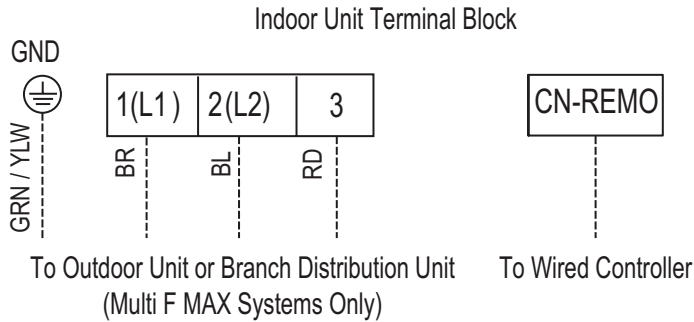 Indoor Unit Terminal Block
GND
1(L1) 2(L2) 3
CN-REMO
GRN / YLW
BR
BL
RD
To Outdoor Unit or Branch Distribution Unit
(Multi F MAX Systems Only)
To Wired Controller